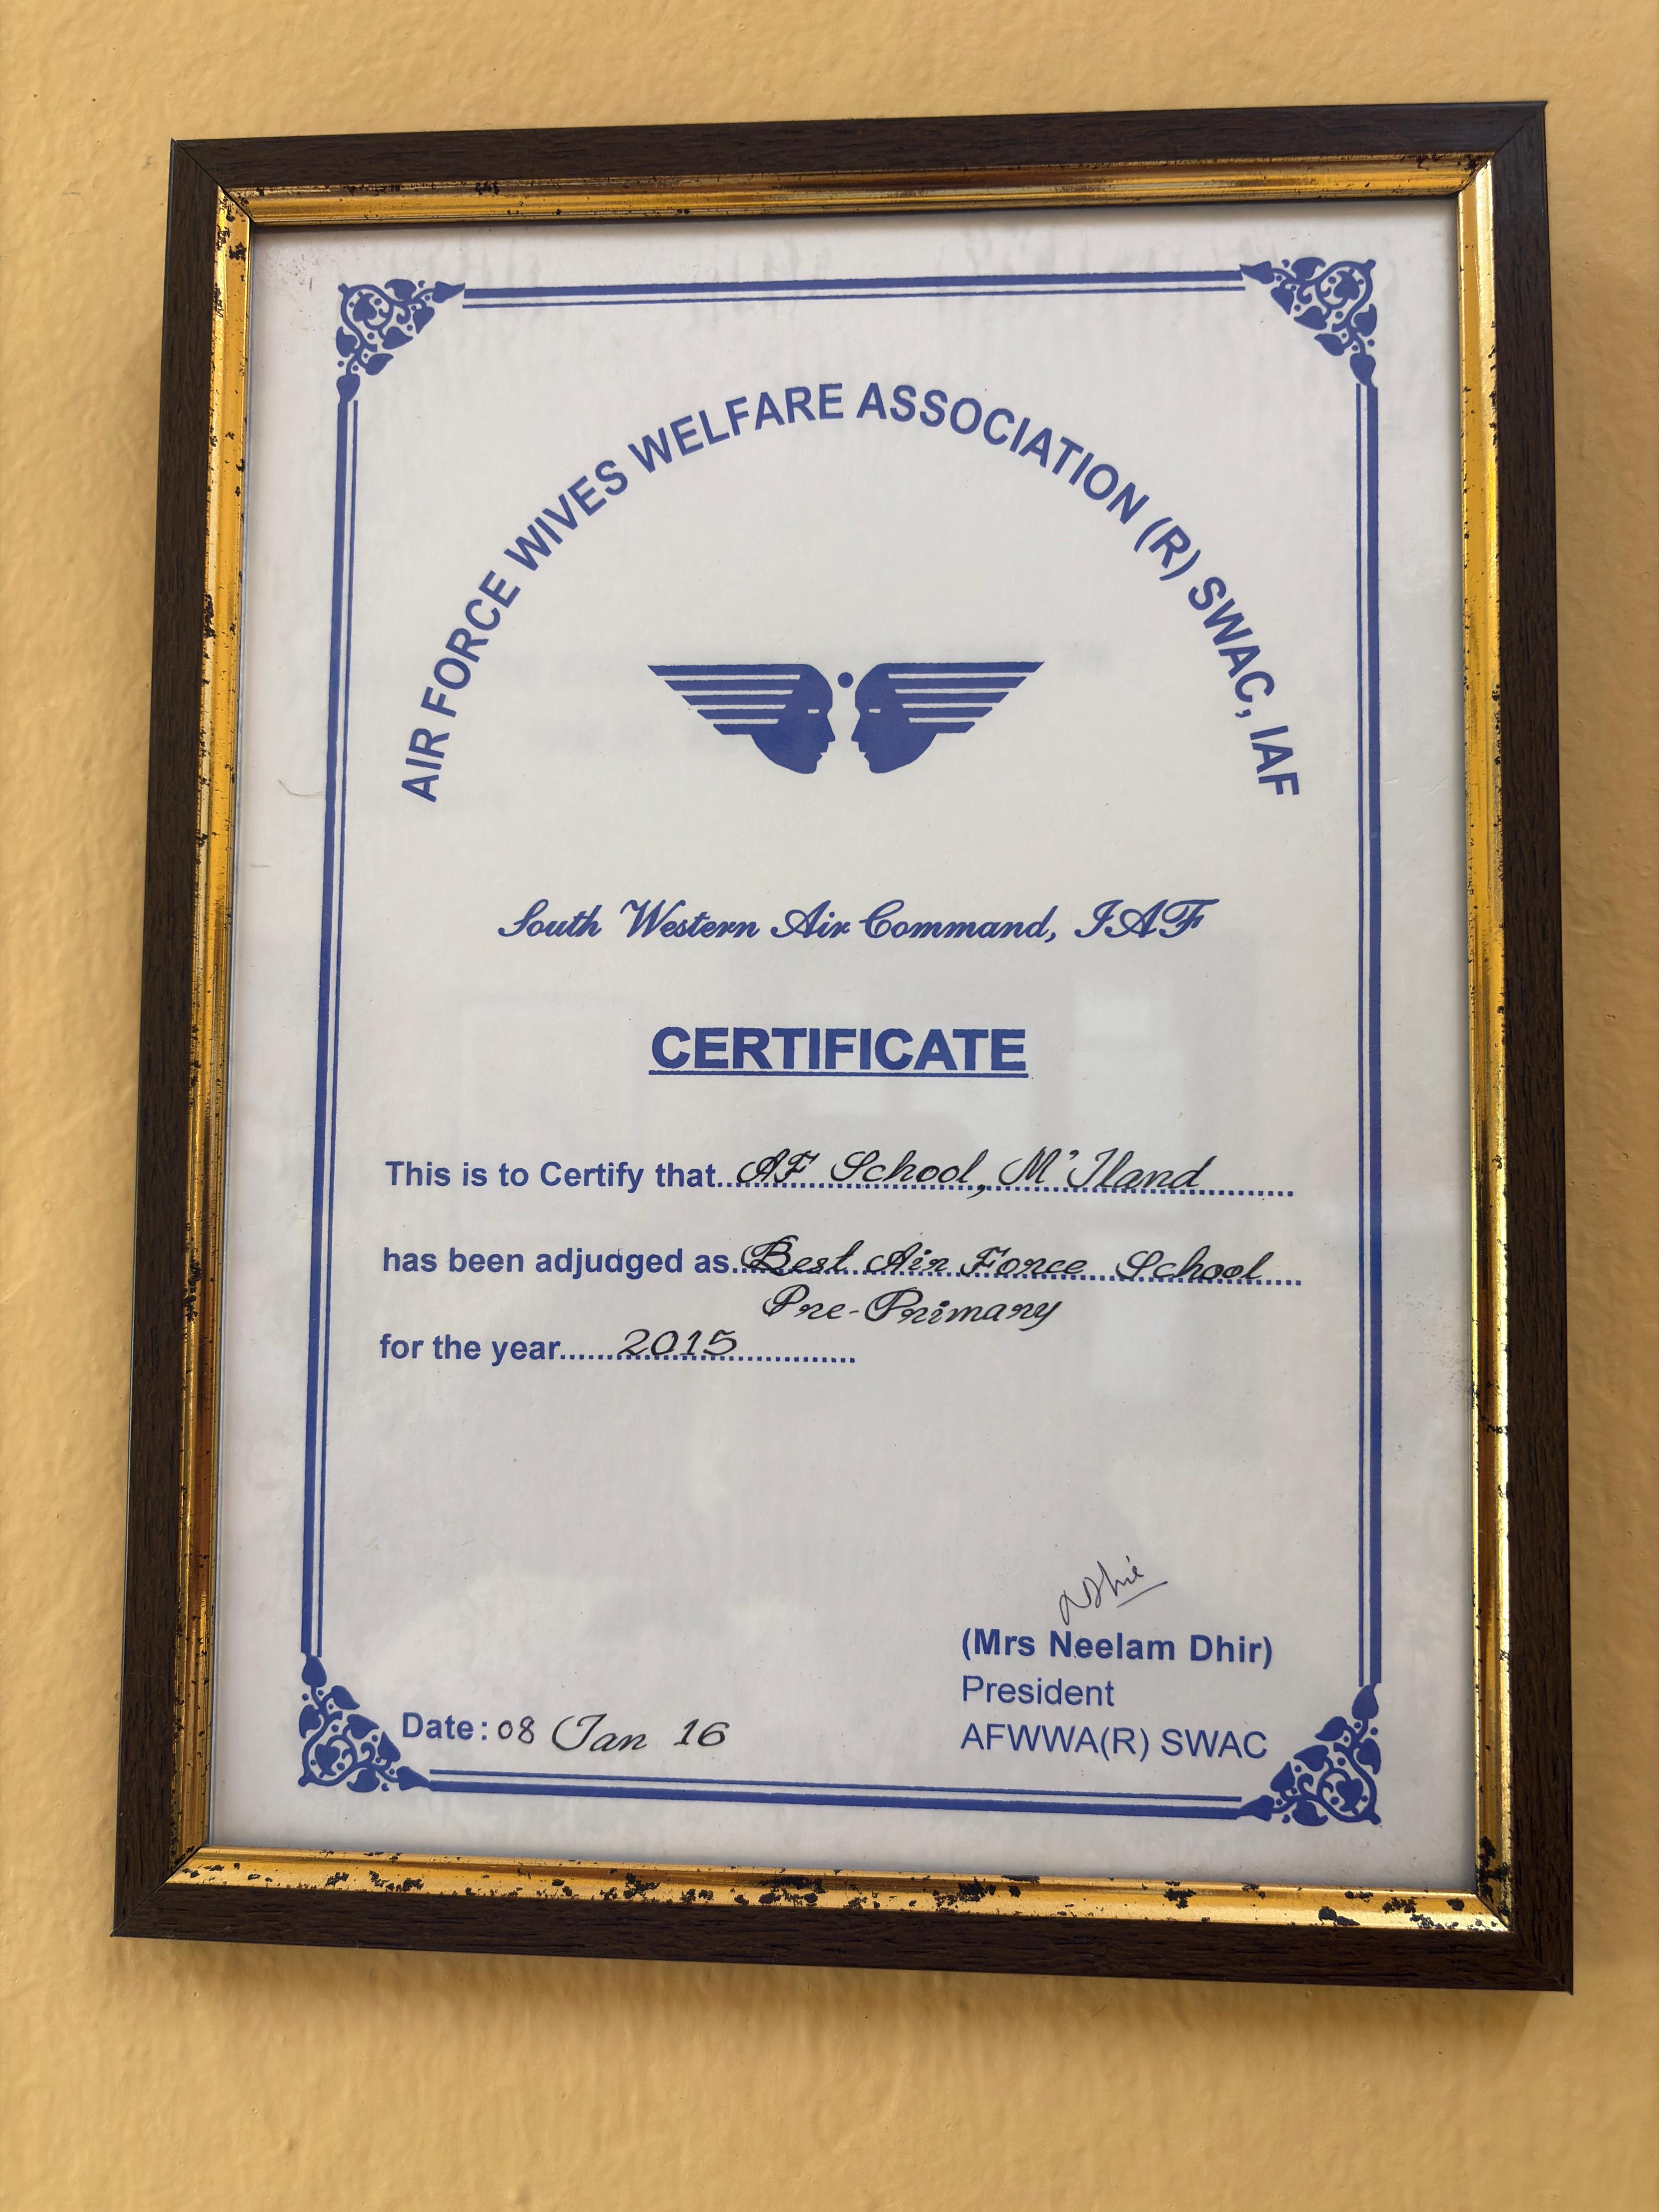 AIR FORCE WIVES WELFARE ASSOCIATION (R) SWAC, IAF
South Western Air Command, IAF
CERTIFICATE
This is to Certify that....AF School, M'Iland..........
has been adjudged as..Best Air Force School....
Pre-Primary
for the year......2015..............
NDhir
(Mrs Neelam Dhir)
President
AFWWA(R) SWAC
Date: 08 Jan 16